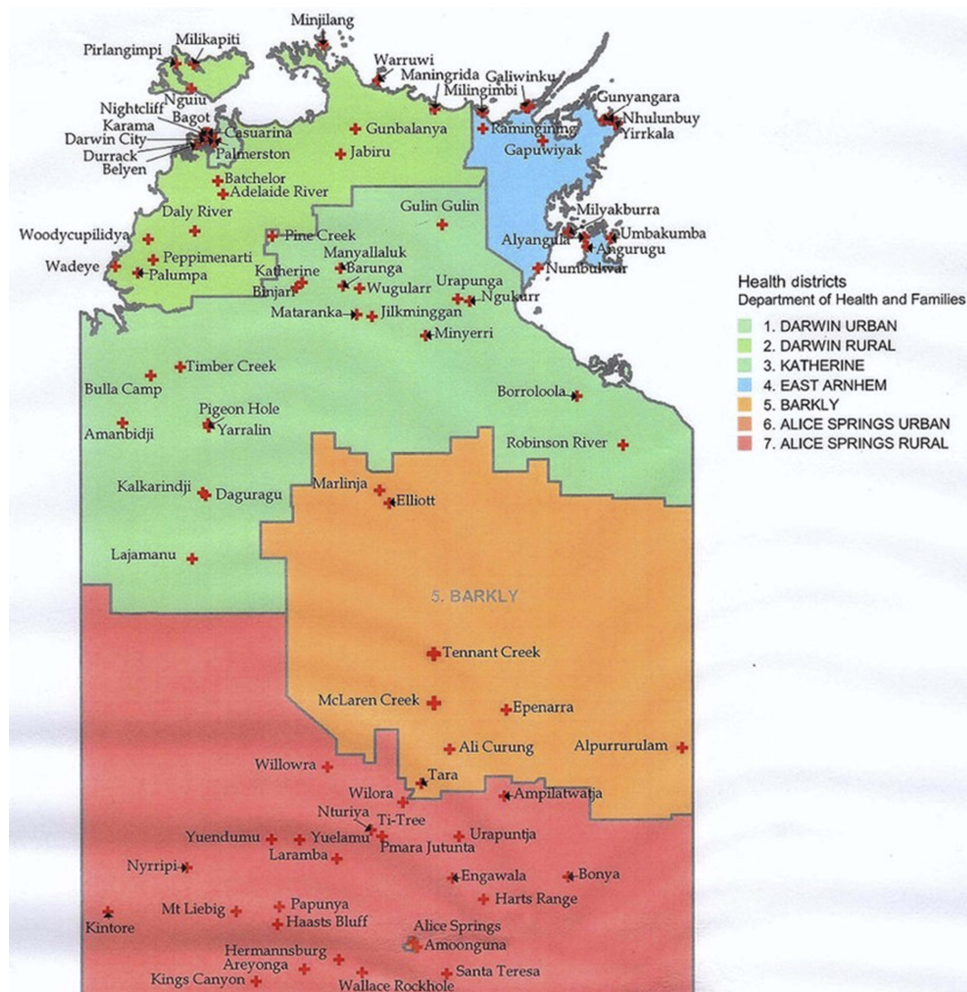 Minjilang
Pirlangimpi
Milikapiti
Warruwi
Maningrida
Galiwinku
Milingimbi
Nguiu
Gunyangara
Nightcliff
Bagot
Nhulunbuy
Karama
Casuarina
Gunbalanya
Ramingining
Yirrkala
Darwin City
Gapuwiyak
Durrack
Palmerston
Jabiru
Belyen
Batchelor
Adelaide River
Daly River
Gulin Gulin
Milyakburra
Woodycupilidya
Pine Creek
Alyangula
Umbakumba
Angurugu
Manyallaluk
Peppimenarti
Wadeye
Palumpa
Katherine
Barunga
Numbulwar
Binjari
Wugularr
Urapunga
Ngukurr
Mataranka
Jilkminggan
Minyerri
Health districts
Department of Health and Families
1. DARWIN URBAN
2. DARWIN RURAL
3. KATHERINE
4. EAST ARNHEM
5. BARKLY
6. ALICE SPRINGS URBAN
7. ALICE SPRINGS RURAL
Timber Creek
Bulla Camp
Borroloola
Pigeon Hole
Amanbidji
Yarralin
Robinson River
Kalkarindji
Daguragu
Marlinja
Elliott
Lajamanu
5. BARKLY
Tennant Creek
McLaren Creek
Epenarra
Ali Curung
Alpurrurulam
Willowra
Tara
Wilora
Ampilatwatja
Nturiya
Ti-Tree
Yuendumu
Yuelamu
Pmara Jutunta
Urapuntja
Laramba
Nyrripi
Engawala
Bonya
Harts Range
Kintore
Mt Liebig
Papunya
Haasts Bluff
Alice Springs
Amoonguna
Hermannsburg
Areyonga
Kings Canyon
Wallace Rockhole
Santa Teresa